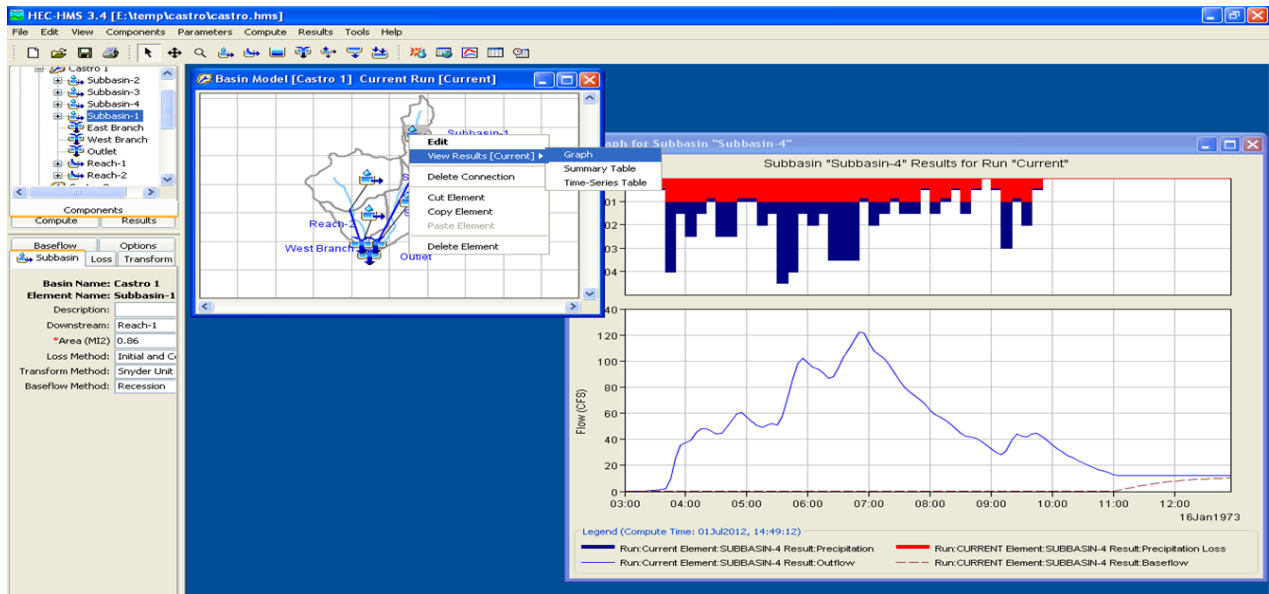 HEC-HMS 3.4 [E:\temp\castro\castro.hms]
File Edit View Components Parameters Compute Results Tools Help
Castro 1
Subbasin-2
Subbasin-3
Subbasin-4
Subbasin-1
East Branch
West Branch
Outlet
Reach-1
Reach-2
Components
Compute Results
Baseflow Options
Subbasin Loss Transform
Basin Name: Castro 1
Element Name: Subbasin-1
Description:
Downstream: Reach-1
*Area (MI2) 0.86
Loss Method: Initial and
Transform Method: Snyder Unit
Baseflow Method: Recession
Basin Model [Castro 1] Current Run [Current]
Subbasin-1
Reach-2
West Branch
Outlet
Edit
View Results [Current]
Delete Connection
Cut Element
Copy Element
Paste Element
Delete Element
Graph
Summary Table
Time-Series Table
for Subbasin "Subbasin-4"
Subbasin "Subbasin-4" Results for Run "Current"
01
02
03
04
40
120
100
80
60
40
20
0
Flow (CFS)
03:00 04:00 05:00 06:00 07:00 08:00 09:00 10:00 11:00 12:00
16Jan1973
Legend (Compute Time: 01Jul2012, 14:49:12)
Run:Current Element:SUBBASIN-4 Result:Precipitation
Run:CURRENT Element:SUBBASIN-4 Result:Precipitation Loss
Run:Current Element:SUBBASIN-4 Result:Outflow
Run:CURRENT Element:SUBBASIN-4 Result:Baseflow